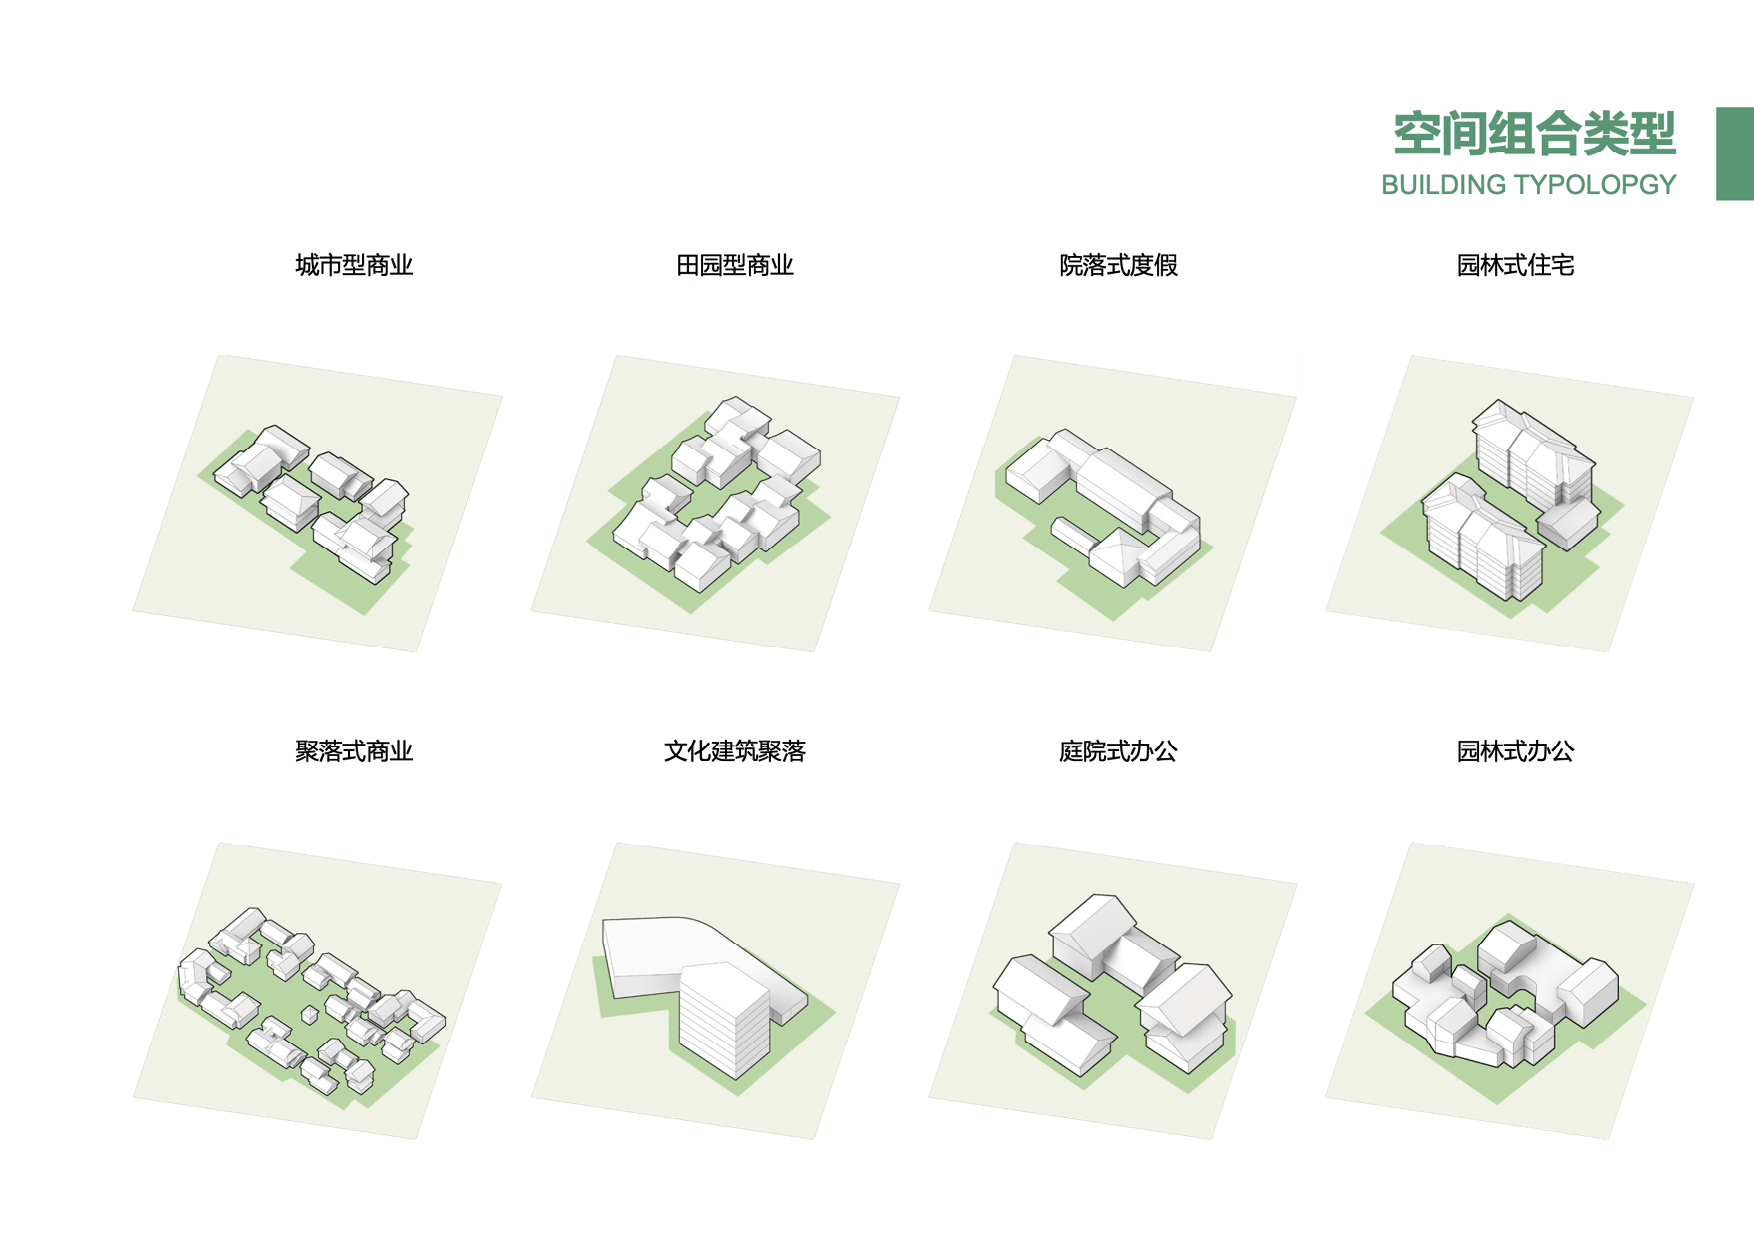 空间组合类型
BUILDING TYPOLOPGY
城市型商业
田园型商业
院落式度假
园林式住宅
聚落式商业
文化建筑聚落
庭院式办公
园林式办公